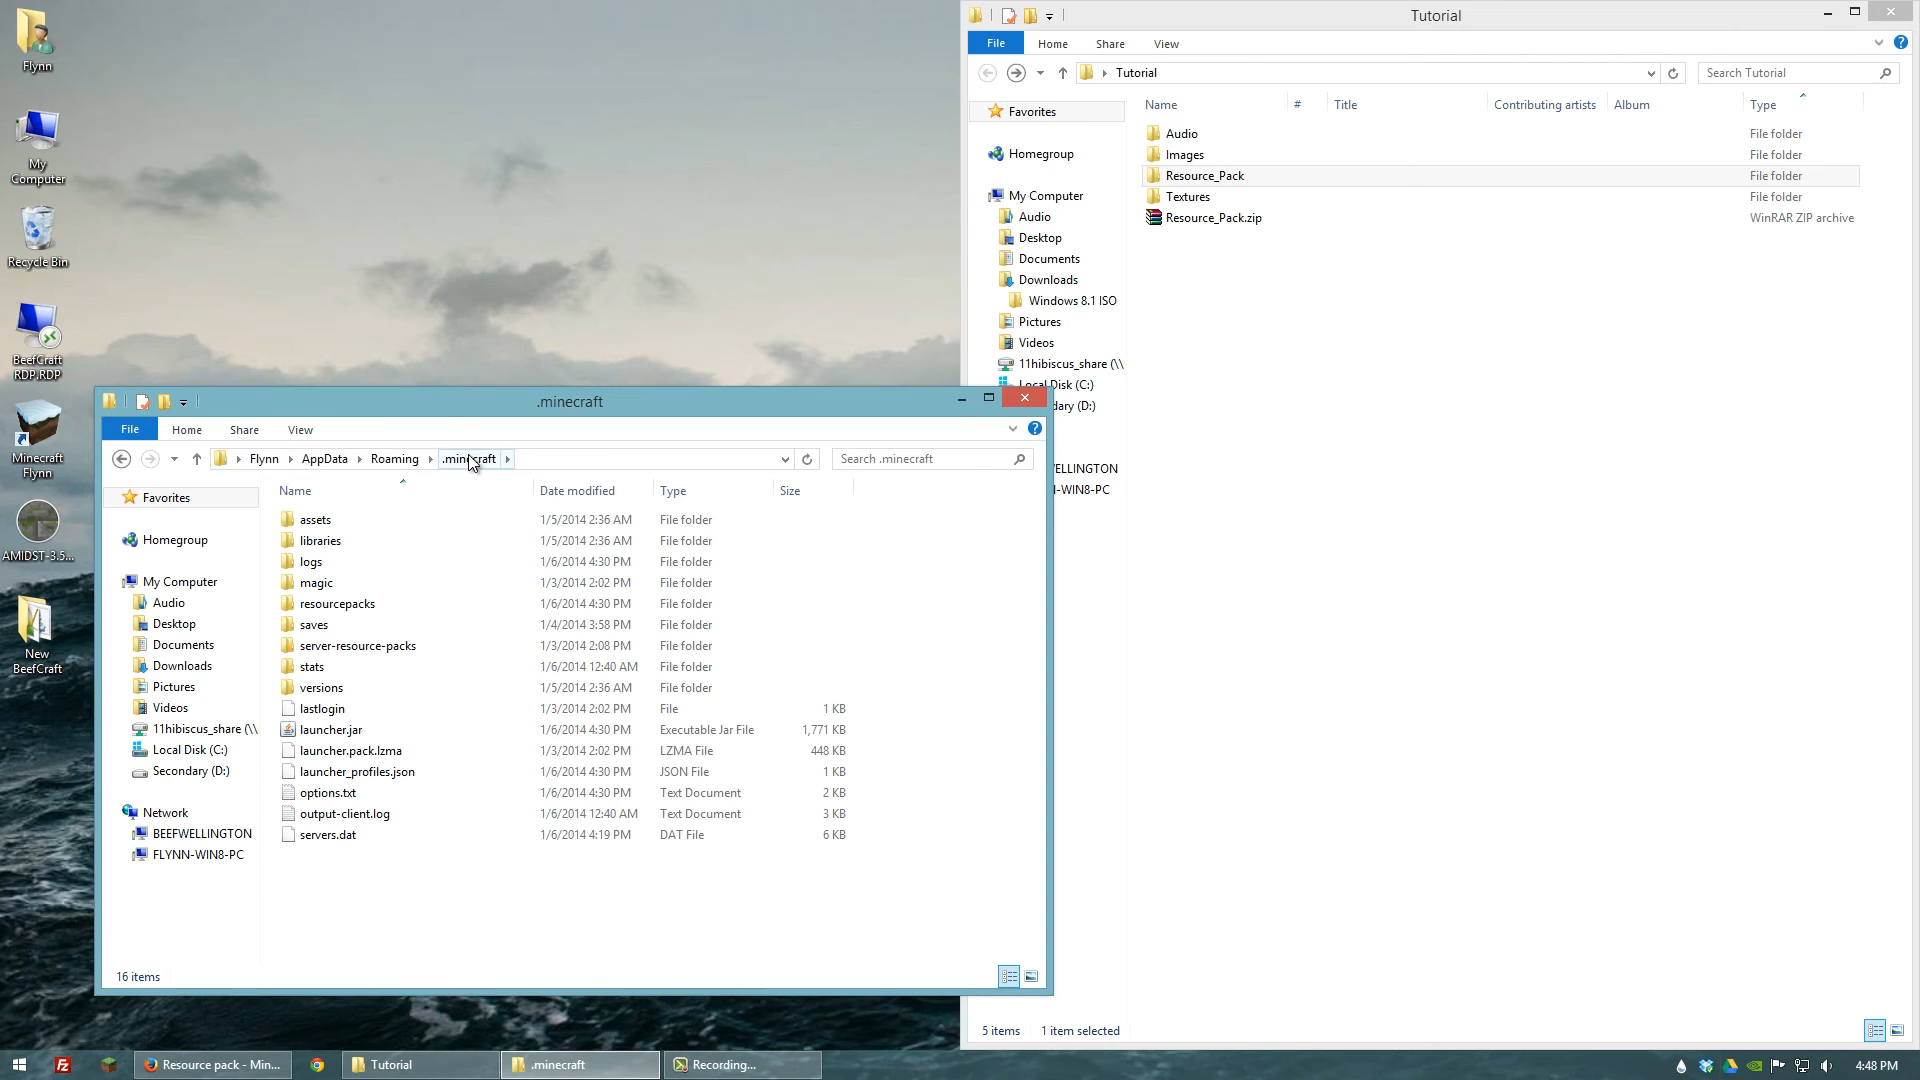 Flynn
My
Computer
Recycle Bin
BeefCraft
RDP.RDP
Minecraft
Flynn
AMIDST-3.5...
New
BeefCraft
Tutorial
File
Home
Share
View
Tutorial
Search Tutorial
Favorites
Homegroup
My Computer
Audio
Desktop
Documents
Downloads
Windows 8.1 ISO
Pictures
Videos
11hibiscus_share (\\
Local Disk (C:)
dary (D:)
ELLINGTON
I-WIN8-PC
Name # Title Contributing artists Album Type
Audio File folder
Images File folder
Resource_Pack File folder
Textures File folder
Resource_Pack.zip WinRAR ZIP archive
5 items 1 item selected
.minecraft
File
Home
Share
View
Flynn AppData Roaming .minecraft
Search .minecraft
Favorites
Homegroup
My Computer
Audio
Desktop
Documents
Downloads
Pictures
Videos
11hibiscus_share (\\
Local Disk (C:)
Secondary (D:)
Network
BEEFWELLINGTON
FLYNN-WIN8-PC
Name Date modified Type Size
assets 1/5/2014 2:36 AM File folder
libraries 1/5/2014 2:36 AM File folder
logs 1/6/2014 4:30 PM File folder
magic 1/3/2014 2:02 PM File folder
resourcepacks 1/6/2014 4:30 PM File folder
saves 1/4/2014 3:58 PM File folder
server-resource-packs 1/3/2014 2:08 PM File folder
stats 1/6/2014 12:40 AM File folder
versions 1/5/2014 2:36 AM File folder
lastlogin 1/3/2014 2:02 PM File 1 KB
launcher.jar 1/6/2014 4:30 PM Executable Jar File 1,771 KB
launcher.pack.lzma 1/3/2014 2:02 PM LZMA File 448 KB
launcher_profiles.json 1/6/2014 4:30 PM JSON File 1 KB
options.txt 1/6/2014 4:30 PM Text Document 2 KB
output-client.log 1/6/2014 12:40 AM Text Document 3 KB
servers.dat 1/6/2014 4:19 PM DAT File 6 KB
16 items
Resource pack - Min...
Tutorial
.minecraft
Recording...
4:48 PM